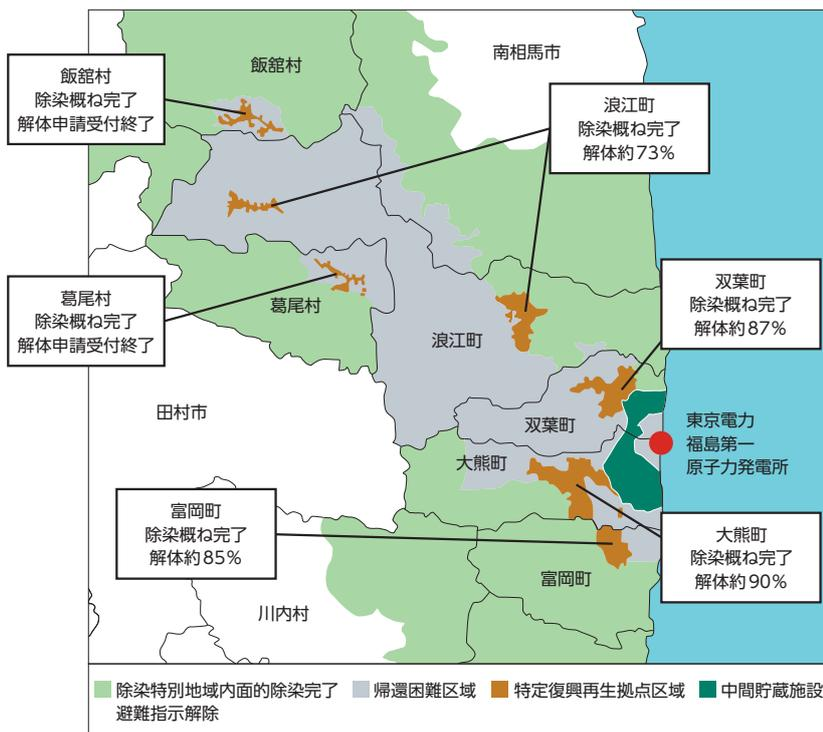 南相馬市
飯舘村
飯舘村
除染概ね完了
解体申請受付終了
浪江町
除染概ね完了
解体約73%
葛尾村
除染概ね完了
解体申請受付終了
葛尾村
浪江町
双葉町
除染概ね完了
解体約87%
田村市
双葉町
東京電力
福島第一
原子力発電所
大熊町
富岡町
除染概ね完了
解体約85%
大熊町
除染概ね完了
解体約90%
富岡町
川内村
除染特別地域内面的除染完了
避難指示解除
帰還困難区域
特定復興再生拠点区域
中間貯蔵施設